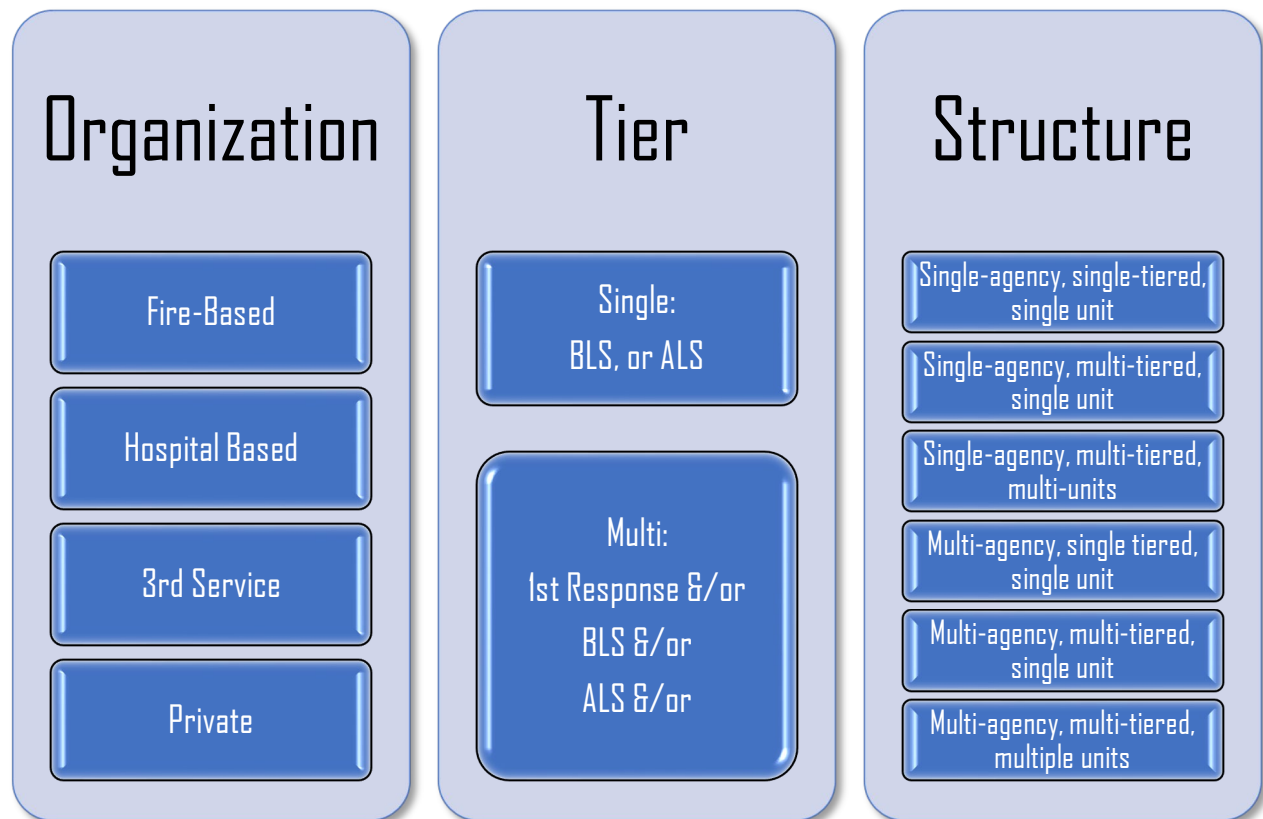 Organization
Fire-Based
Hospital Based
3rd Service
Private
Tier
Single:
BLS, or ALS
Multi:
1st Response &/or
BLS &/or
ALS &/or
Structure
Single-agency, single-tiered,
single unit
Single-agency, multi-tiered,
single unit
Single-agency, multi-tiered,
multi-units
Multi-agency, single tiered,
single unit
Multi-agency, multi-tiered,
single unit
Multi-agency, multi-tiered,
multiple units